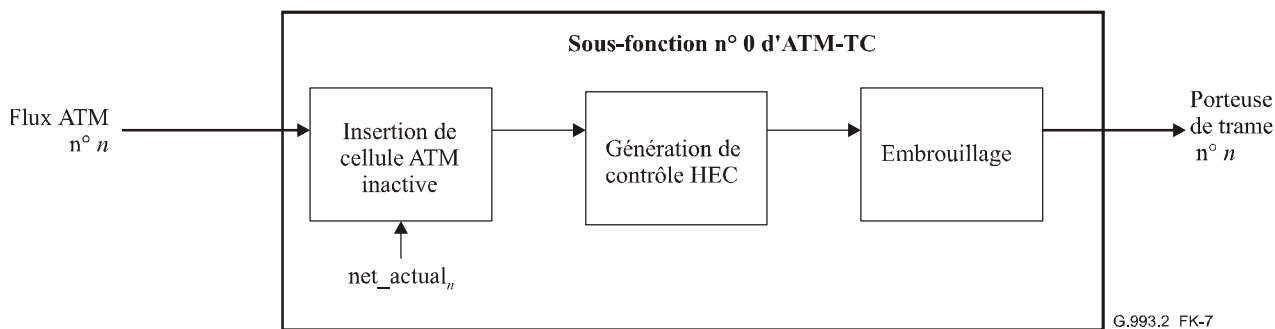 Sous-fonction n° 0 d'ATM-TC
Flux ATM
n° n
Insertion de
cellule ATM
inactive
Génération de
contrôle HEC
Embrouillage
Porteuse
de trame
n° n
net_actualn
G.993.2 FK-7